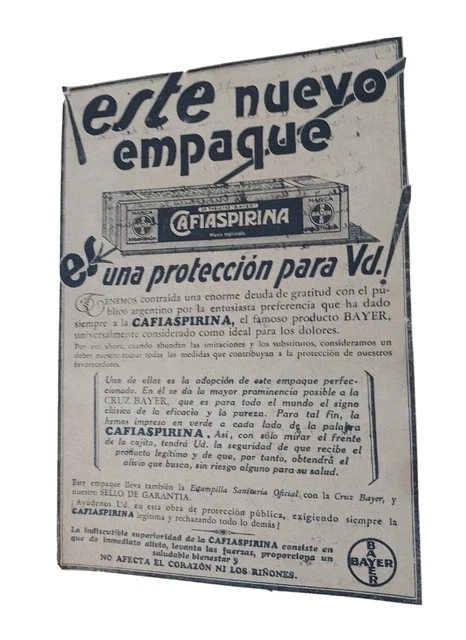 ¡este nuevo
empaque
MARCA
BAYER
REGISTRADA
CAFIASPIRINA
MARCA
BAYER
es una protección para Vd.!
TENEMOS contraida una enorme deuda de gratitud con el pú-
blico argentino por la entusiasta preferencia que ha dado
siempre a la CAFIASPIRINA, el famoso producto BAYER,
universalmente considerado como ideal para los dolores.
Por eso ahora, cuando abundan las imitaciones y los substitutos, consideramos un
deber nuestro tomar todas las medidas que contribuyan a la protección de nuestros
favorecedores.
Una de ellas es la adopción de este empaque perfec-
cionado. En él se da la mayor prominencia posible a la
CRUZ BAYER, que es para todo el mundo el signo
clásico de la eficacia y la pureza. Para tal fin, la
hemos impreso en verde a cada lado de la palabra
CAFIASPIRINA. Así, con sólo mirar el frente
de la cajita, tendrá Ud. la seguridad de que recibe el
producto legítimo y de que, por tanto, obtendrá el
alivio que busca, sin riesgo alguno para su salud.
Este empaque lleva también la Estampilla Sanitaria Oficial, con la Cruz Bayer, y
nuestro SELLO DE GARANTIA.
¡Ayúdenos Ud. en esta obra de protección pública, exigiendo siempre la
CAFIASPIRINA legítima y rechazando todo lo demás!
La indiscutible superioridad de la CAFIASPIRINA consiste en
que da inmediato alivio, levanta las fuerzas, proporciona un
saludable bienestar y
NO AFECTA EL CORAZÓN NI LOS RIÑONES.
BAYER
BAYER